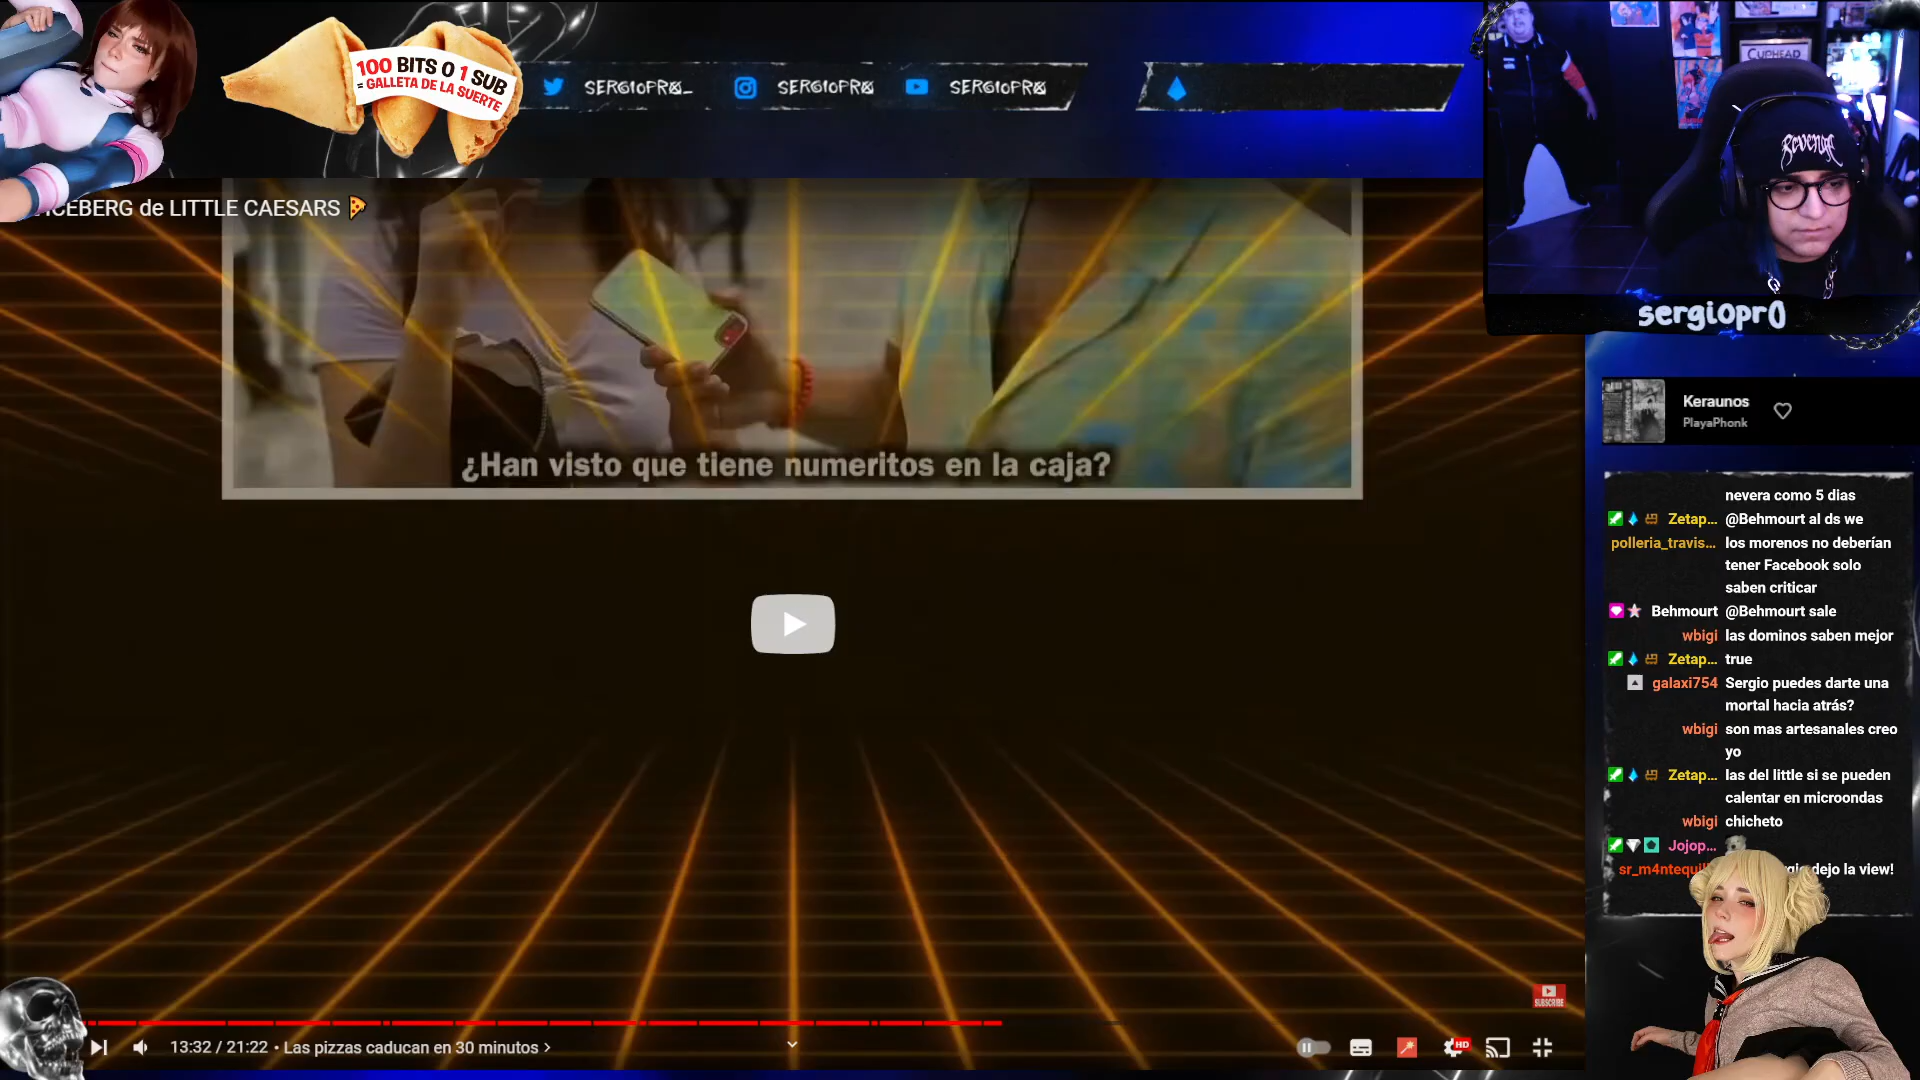 100 BITS O 1 SUB
= GALLETA DE LA SUERTE
SERGIOPR0_
SERGIOPR0
SERGIOPR0
CUPHEAD
Revenge
sergiopr0
ICEBERG de LITTLE CAESARS
¿Han visto que tiene numeritos en la caja?
Keraunos
PlayaPhonk
nevera como 5 dias
Zetap... @Behmourt al ds we
polleria_travis... los morenos no deberían
tener Facebook solo
saben criticar
Behmourt @Behmourt sale
wbigi las dominos saben mejor
Zetap... true
galaxi754 Sergio puedes darte una
mortal hacia atrás?
wbigi son mas artesanales creo
yo
Zetap... las del little si se pueden
calentar en microondas
wbigi chicheto
Jojop...
dejo la view!
SUBSCRIBE
13:32 / 21:22 • Las pizzas caducan en 30 minutos >
HD